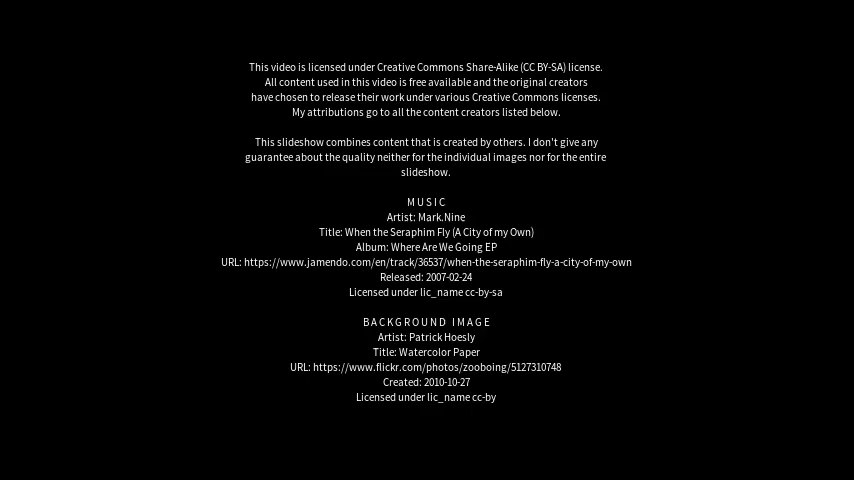 This video is licensed under Creative Commons Share-Alike (CC BY-SA) license.
All content used in this video is free available and the original creators
have chosen to release their work under various Creative Commons licenses.
My attributions go to all the content creators listed below.
This slideshow combines content that is created by others. I don't give any
guarantee about the quality neither for the individual images nor for the entire
slideshow.
MUSIC
Artist: Mark.Nine
Title: When the Seraphim Fly (A City of my Own)
Album: Where Are We Going EP
URL: https://www.jamendo.com/en/track/36537/when-the-seraphim-fly-a-city-of-my-own
Released: 2007-02-24
Licensed under lic_name cc-by-sa
BACKGROUND IMAGE
Artist: Patrick Hoesly
Title: Watercolor Paper
URL: https://www.flickr.com/photos/zooboing/5127310748
Created: 2010-10-27
Licensed under lic_name cc-by